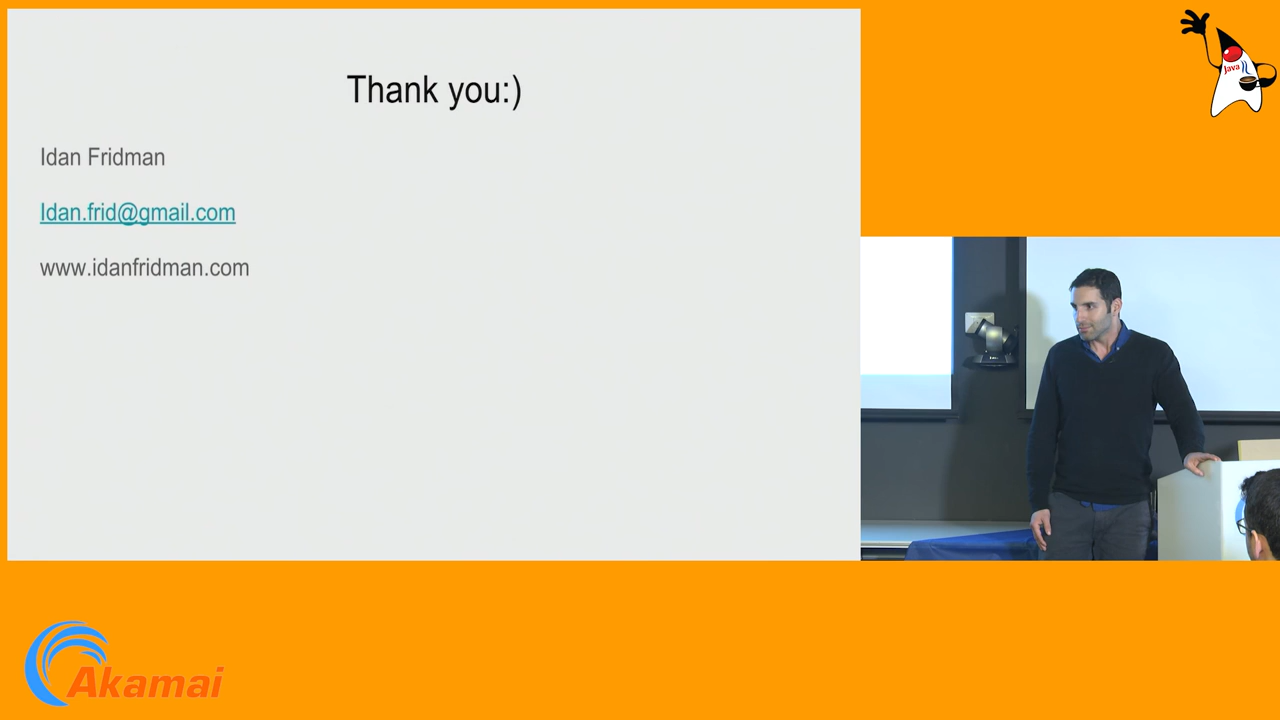 Thank you:)
Idan Fridman
Idan.frid@gmail.com
www.idanfridman.com
Java
Akamai